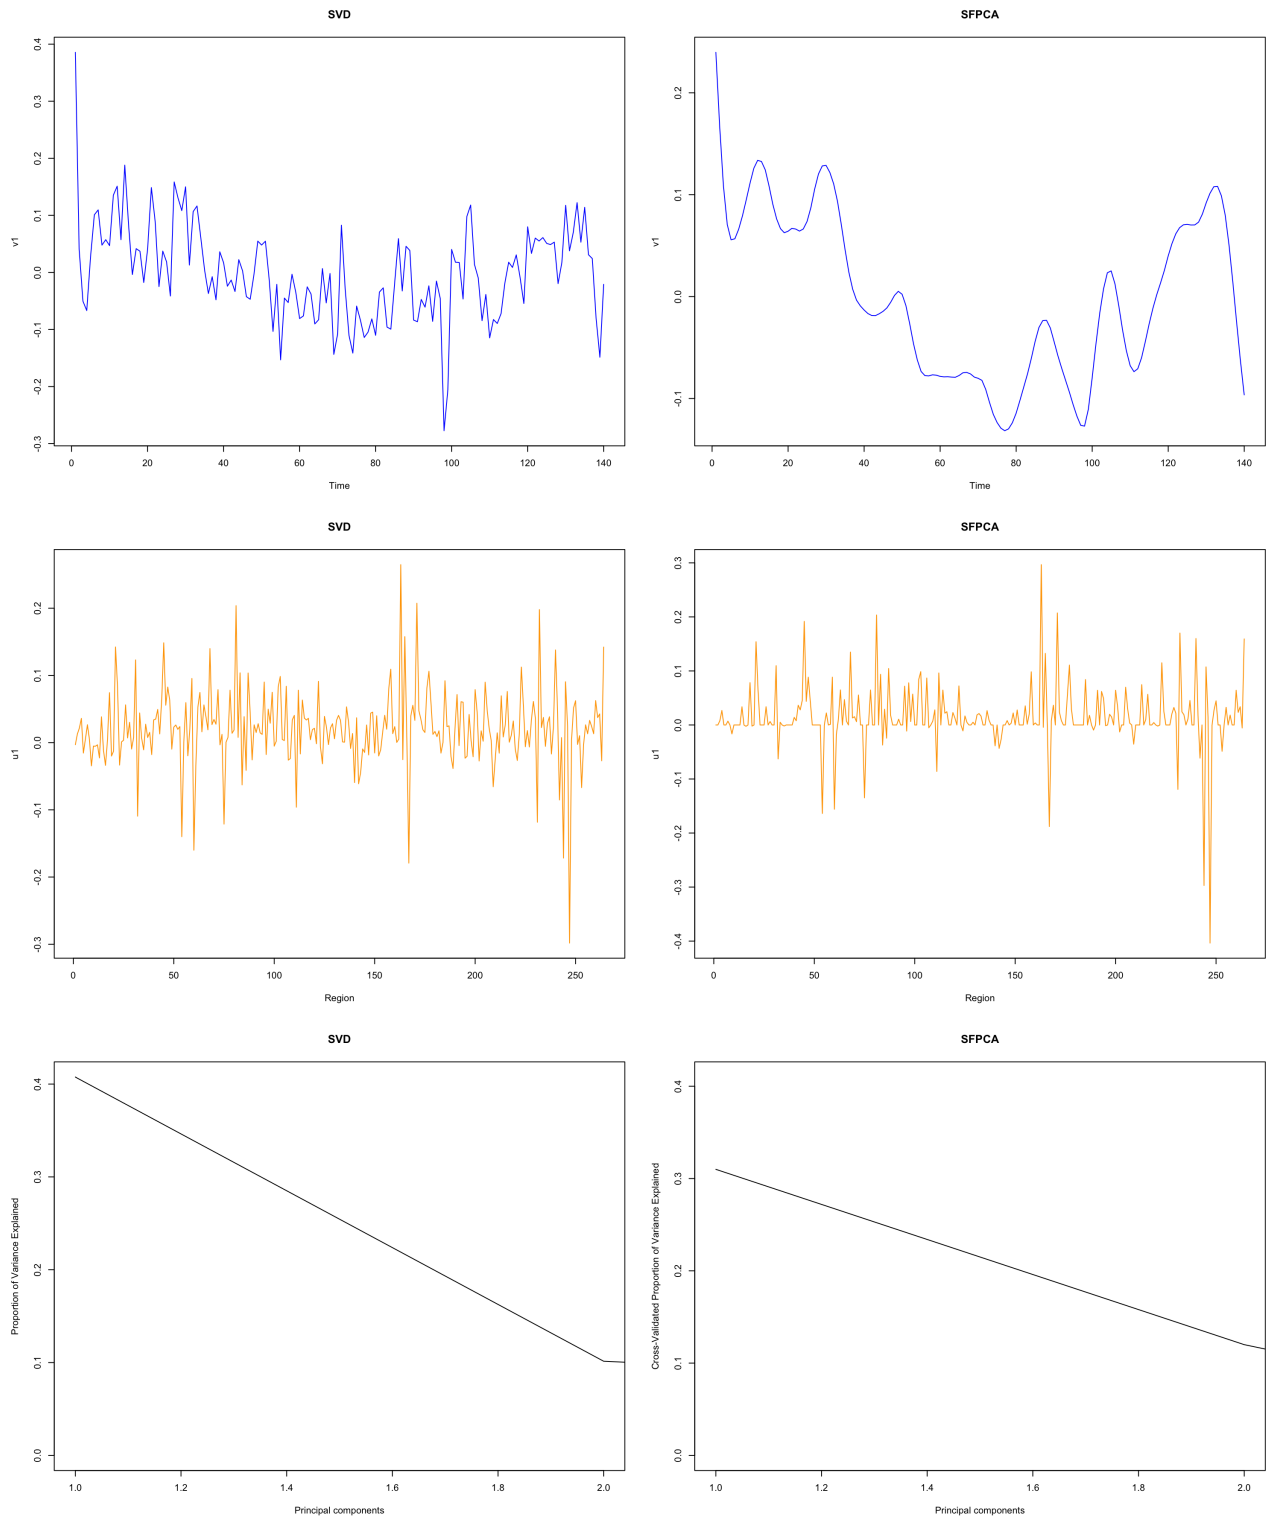 SVD
0.4
0.3
0.2
0.1
0.0
-0.1
-0.2
-0.3
v1
0 20 40 60 80 100 120 140
Time
SFPCA
0.2
0.1
0.0
-0.1
v1
0 20 40 60 80 100 120 140
Time
SVD
0.2
0.1
0.0
-0.1
-0.2
-0.3
u1
0 50 100 150 200 250
Region
SFPCA
0.3
0.2
0.1
0.0
-0.1
-0.2
-0.3
-0.4
u1
0 50 100 150 200 250
Region
SVD
0.4
0.3
0.2
0.1
0.0
Proportion of Variance Explained
1.0 1.2 1.4 1.6 1.8 2.0
Principal components
SFPCA
0.4
0.3
0.2
0.1
0.0
Cross-Validated Proportion of Variance Explained
1.0 1.2 1.4 1.6 1.8 2.0
Principal components